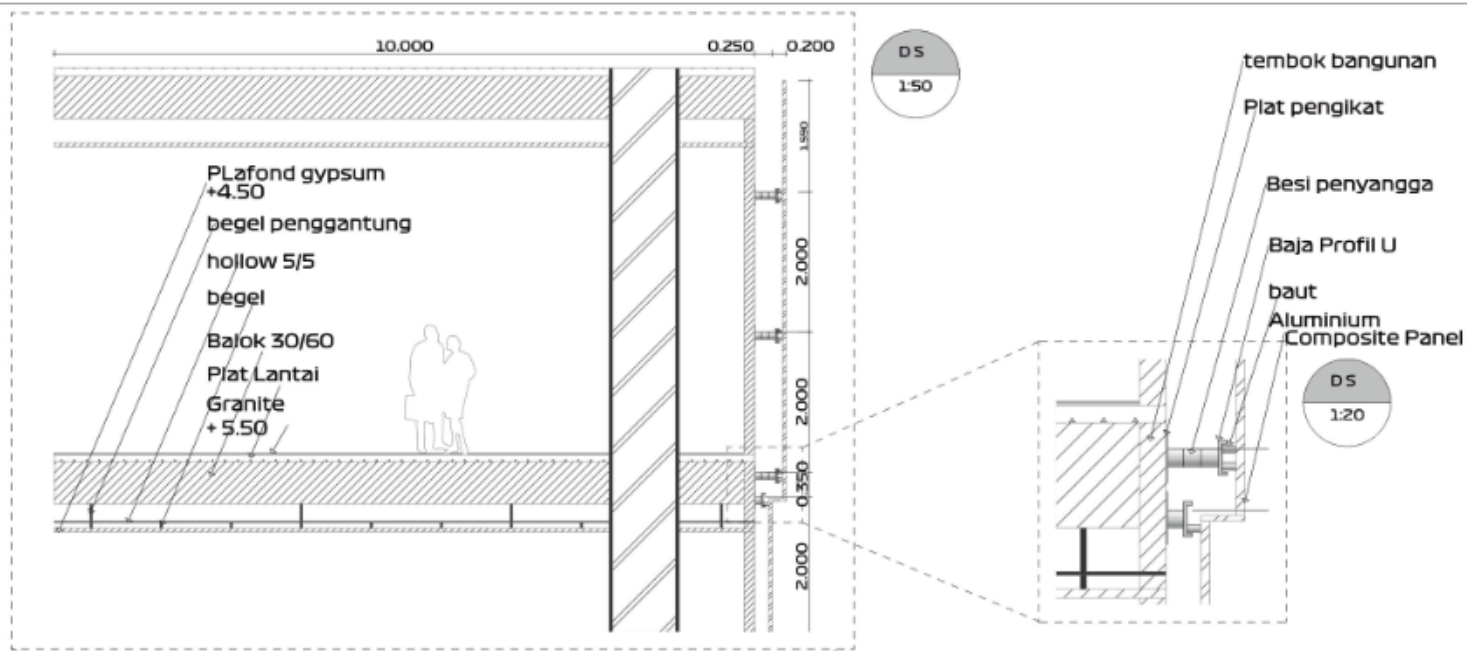 10.000
0.250
0.200
DS
1:50
1.590
PLafond gypsum
+4.50
begel penggantung
hollow 5/5
begel
Balok 30/60
Plat Lantai
Granite
+ 5.50
2.000
2.000
0.350
2.000
tembok bangunan
Plat pengikat
Besi penyangga
Baja Profil U
baut
Aluminium
Composite Panel
DS
1:20